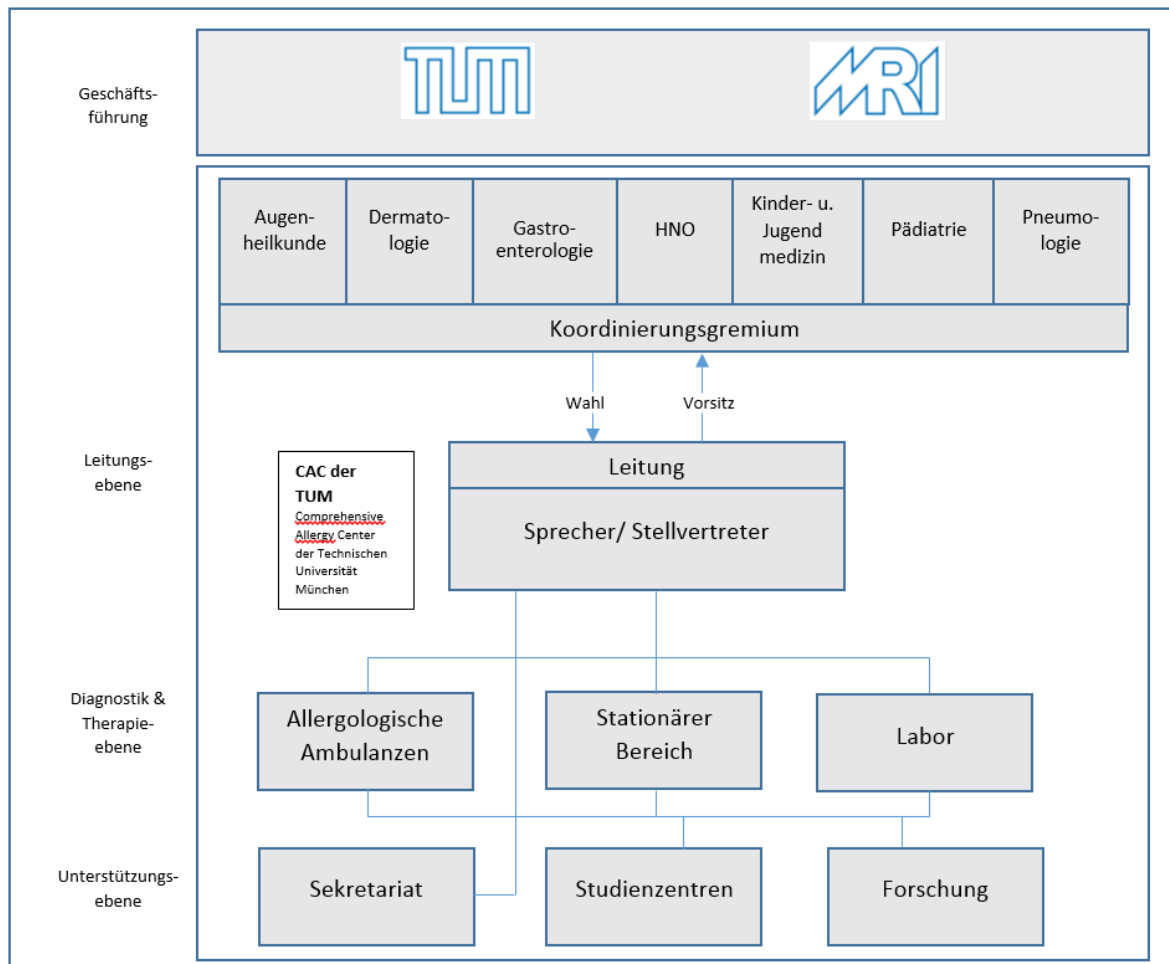 Geschäfts-
führung
TUM
MRI
Augen-
heilkunde
Dermato-
logie
Gastro-
enterologie
HNO
Kinder- u.
Jugend
medizin
Pädiatrie
Pneumo-
logie
Koordinierungsgremium
Wahl
Vorsitz
Leitungs-
ebene
CAC der
TUM
Comprehensive
Allergy Center
der Technischen
Universität
München
Leitung
Sprecher/ Stellvertreter
Diagnostik &
Therapie-
ebene
Allergologische
Ambulanzen
Stationärer
Bereich
Labor
Unterstützungs-
ebene
Sekretariat
Studienzentren
Forschung